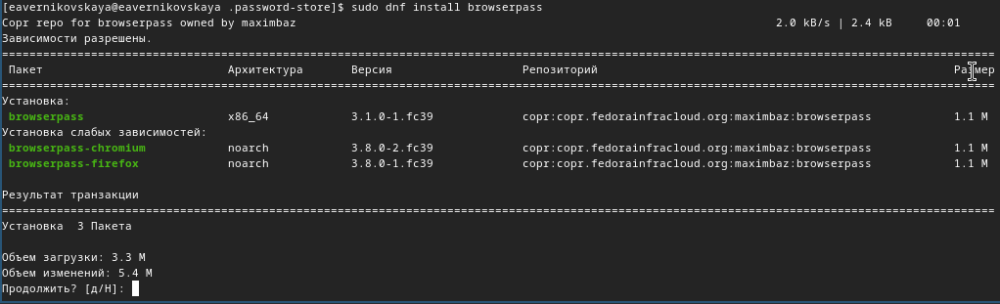 [eavernikovskaya@eavernikovskaya .password-store]$ sudo dnf install browserpass
Copr repo for browserpass owned by maximbaz 2.0 kB/s | 2.4 kB 00:01
Зависимости разрешены.
================================================================================
Пакет Архитектура Версия Репозиторий Размер
================================================================================
Установка:
browserpass x86_64 3.1.0-1.fc39 copr:copr.fedorainfracloud.org:maximbaz:browserpass 1.1 M
Установка слабых зависимостей:
browserpass-chromium noarch 3.8.0-2.fc39 copr:copr.fedorainfracloud.org:maximbaz:browserpass 1.1 M
browserpass-firefox noarch 3.8.0-1.fc39 copr:copr.fedorainfracloud.org:maximbaz:browserpass 1.1 M
Результат транзакции
================================================================================
Установка 3 Пакета
Объем загрузки: 3.3 M
Объем изменений: 5.4 M
Продолжить? [д/Н]: